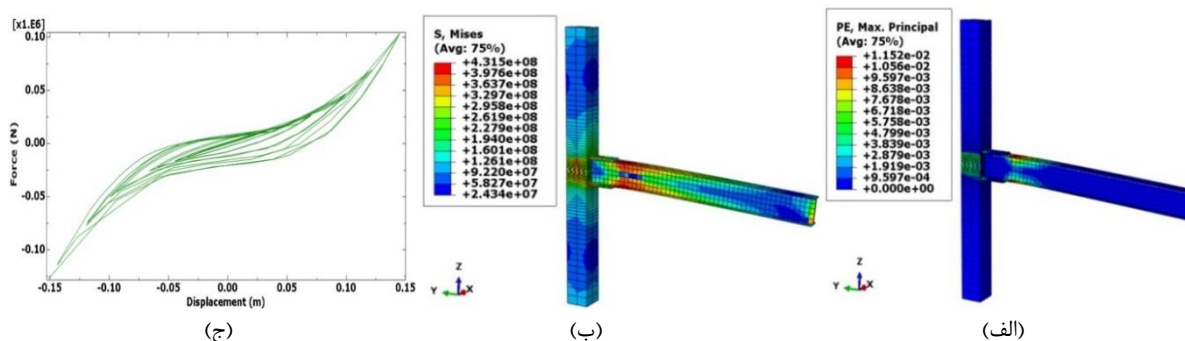 [x1.E6]
0.10
0.05
0.00
-0.05
-0.10
Force (N)
-0.15 -0.10 -0.05 0.00 0.05 0.10 0.15
Displacement (m)
(ج)
S, Mises
(Avg: 75%)
+4.315e+08
+3.976e+08
+3.637e+08
+3.297e+08
+2.958e+08
+2.619e+08
+2.279e+08
+1.940e+08
+1.601e+08
+1.261e+08
+9.220e+07
+5.827e+07
+2.434e+07
Z
Y X
(ب)
PE, Max. Principal
(Avg: 75%)
+1.152e-02
+1.056e-02
+9.597e-03
+8.638e-03
+7.678e-03
+6.718e-03
+5.758e-03
+4.799e-03
+3.839e-03
+2.879e-03
+1.919e-03
+9.597e-04
+0.000e+00
Z
Y X
(الف)